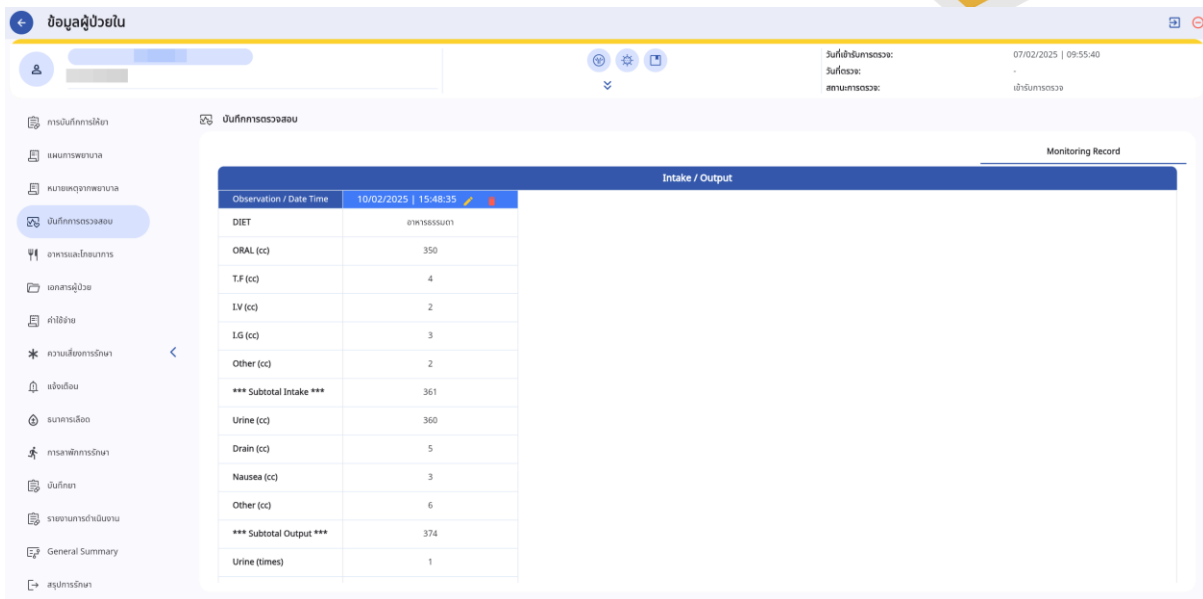 ข้อมูลผู้ป่วยใน
วันที่เข้ารับการตรวจ: 07/02/2025 | 09:55:40
วันที่ตรวจ: -
สถานะการตรวจ: เข้ารับการตรวจ
การบันทึกการให้ยา
แผนการพยาบาล
หมายเหตุจากพยาบาล
บันทึกการตรวจสอบ
อาหารและโภชนาการ
เอกสารผู้ป่วย
ค่าใช้จ่าย
ความเสี่ยงการรักษา
แจ้งเตือน
ธนาคารเลือด
การลาพักการรักษา
บันทึกยา
รายงานการดำเนินงาน
General Summary
สรุปการรักษา
บันทึกการตรวจสอบ
Monitoring Record
Intake / Output
Observation / Date Time 10/02/2025 | 15:48:35
DIET อาหารธรรมดา
ORAL (cc) 350
T.F (cc) 4
I.V (cc) 2
I.G (cc) 3
Other (cc) 2
*** Subtotal Intake *** 361
Urine (cc) 360
Drain (cc) 5
Nausea (cc) 3
Other (cc) 6
*** Subtotal Output *** 374
Urine (times) 1